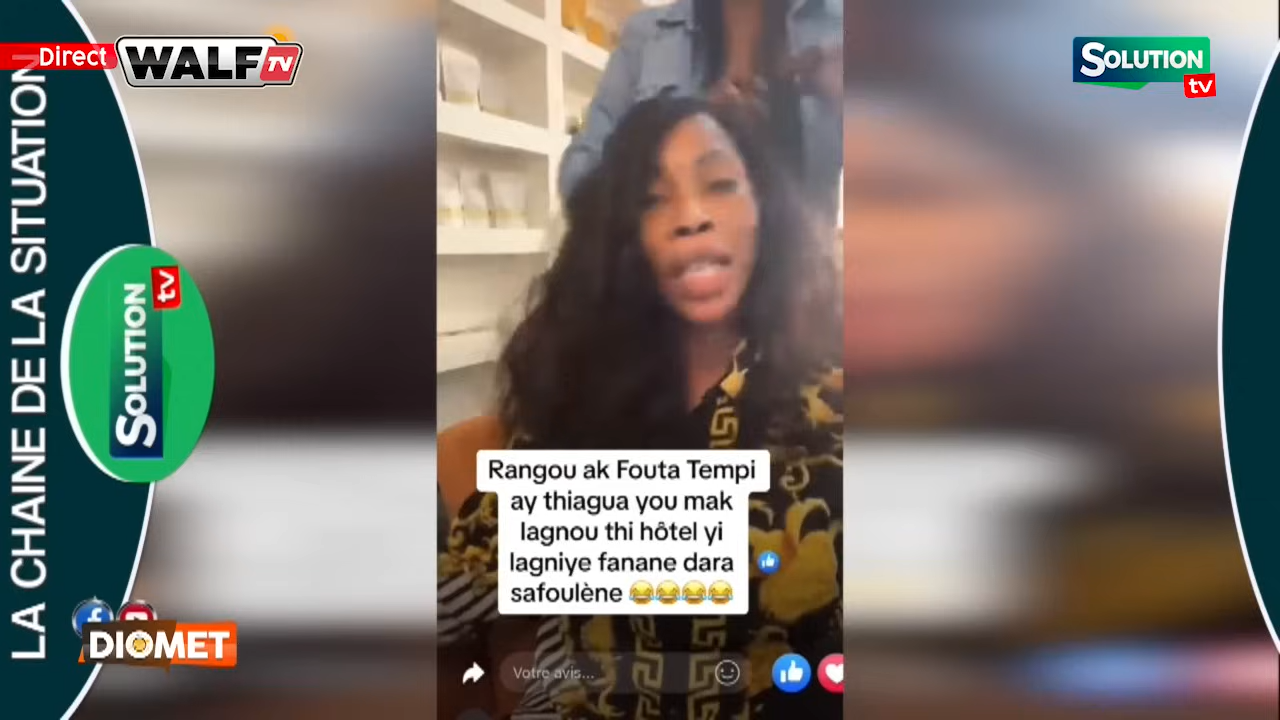 Direct
WALF TV
SOLUTION tv
LA CHAINE DE LA SITUATION
SOLUTION tv
Rangou ak Fouta Tempi
ay thiagua you mak
lagnou thi hôtel yi
lagniye fanane dara
safoulène 😂😂😂😂
DIOMET
Votre avis...